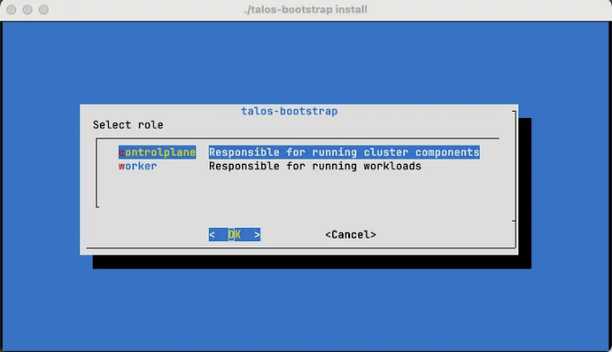 ./talos-bootstrap install
talos-bootstrap
Select role
controlplane Responsible for running cluster components
worker Responsible for running workloads
< OK > <Cancel>